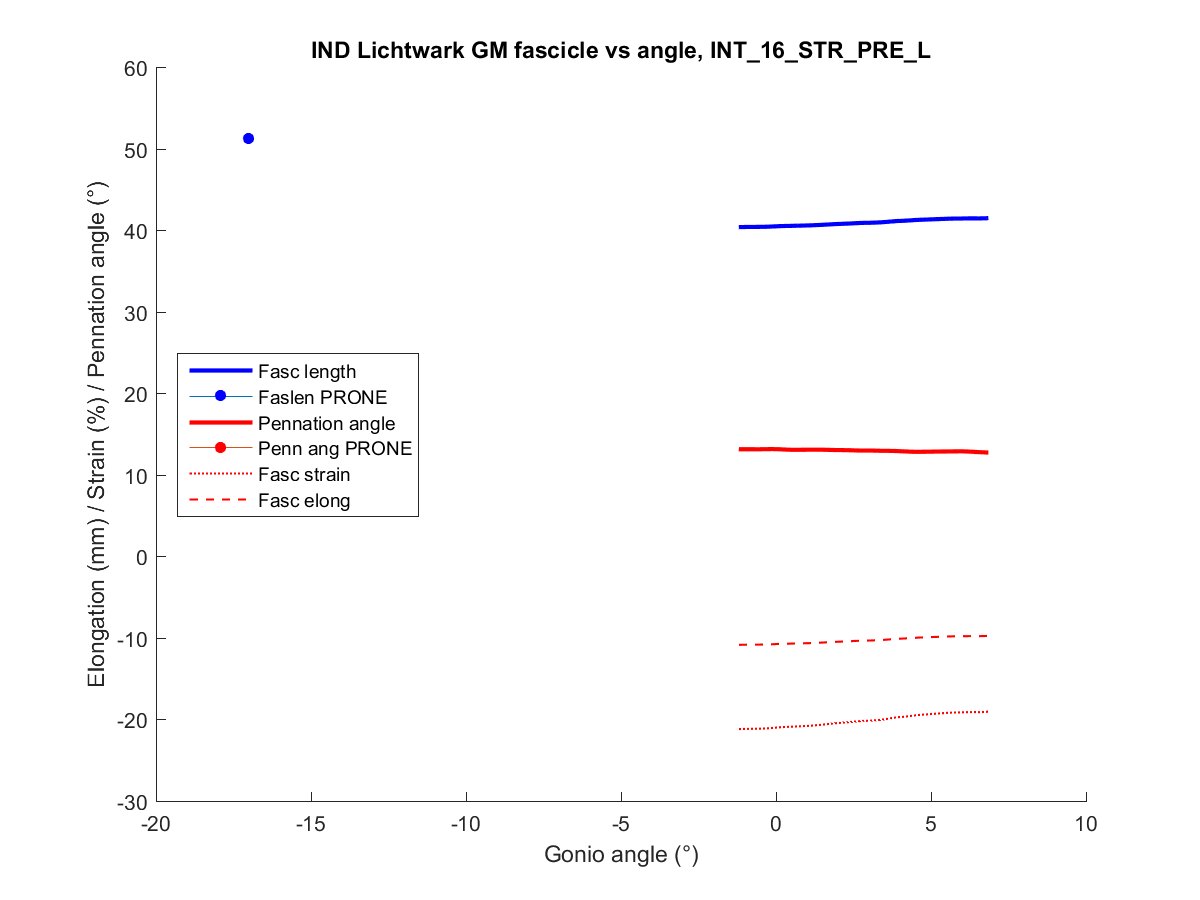 IND Lichtwark GM fascicle vs angle, INT_16_STR_PRE_L
60
50
40
30
20
10
0
-10
-20
-30
Elongation (mm) / Strain (%) / Pennation angle (°)
Fasc length
Faslen PRONE
Pennation angle
Penn ang PRONE
Fasc strain
Fasc elong
-20
-15
-10
-5
0
5
10
Gonio angle (°)